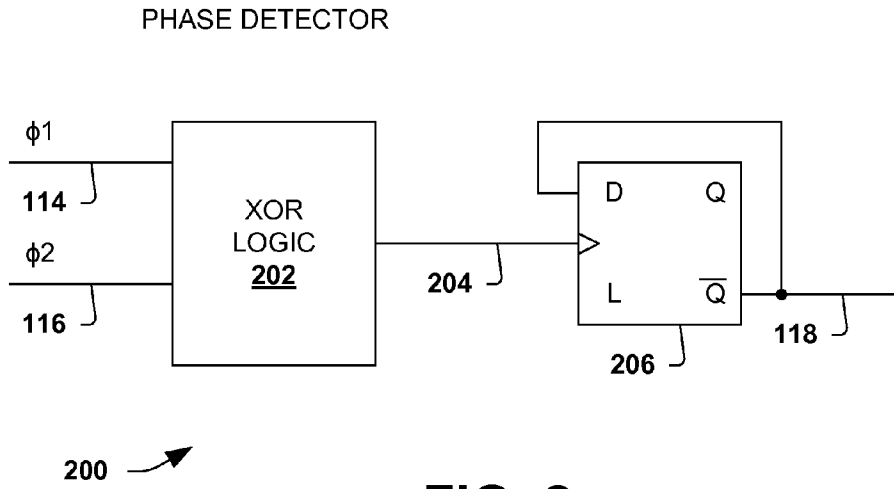 PHASE DETECTOR
ϕ1
114
ϕ2
116
XOR
LOGIC
202
204
D Q
L Q̅
206
118
200